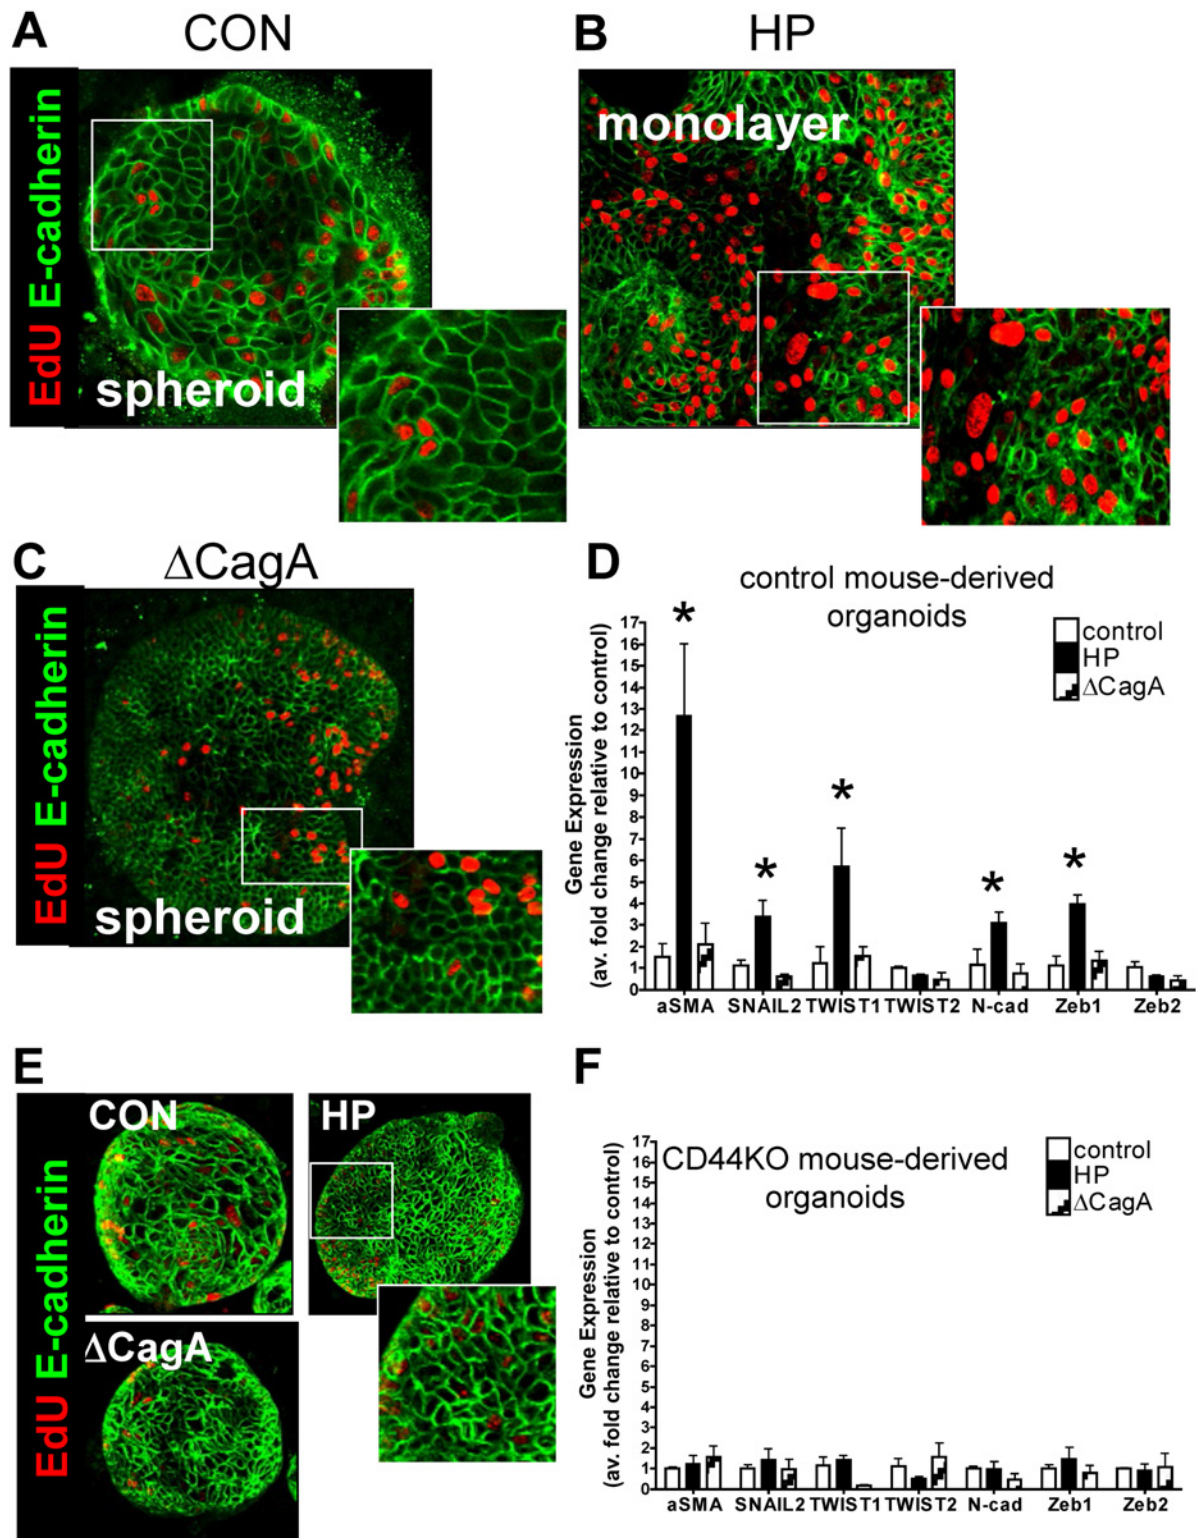 A CON
EdU E-cadherin
spheroid
B HP
monolayer
C ΔCagA
EdU E-cadherin
spheroid
D control mouse-derived
organoids
control
HP
ΔCagA
Gene Expression
(av. fold change relative to control)
17
16
15
14
13
12
11
10
9
8
7
6
5
4
3
2
1
0
* * * * *
aSMA SNAIL2 TWIST1 TWIST2 N-cad Zeb1 Zeb2
E
EdU E-cadherin
CON
HP
ΔCagA
F
CD44KO mouse-derived
organoids
control
HP
ΔCagA
Gene Expression
(av. fold change relative to control)
17
16
15
14
13
12
11
10
9
8
7
6
5
4
3
2
1
0
aSMA SNAIL2 TWIST1 TWIST2 N-cad Zeb1 Zeb2